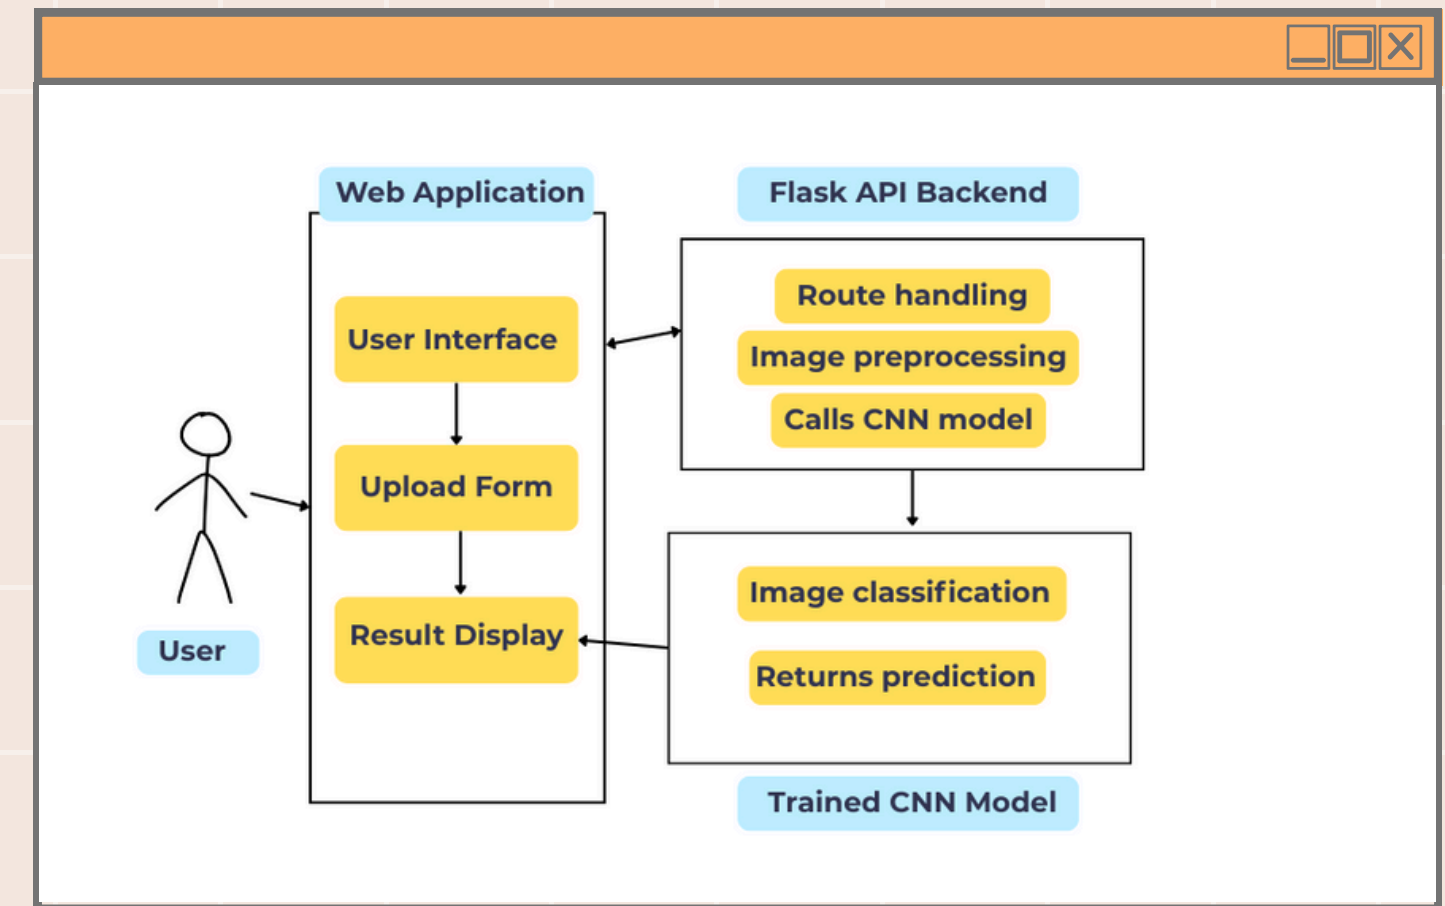 Web Application
User Interface
Upload Form
Result Display
User
Flask API Backend
Route handling
Image preprocessing
Calls CNN model
Image classification
Returns prediction
Trained CNN Model